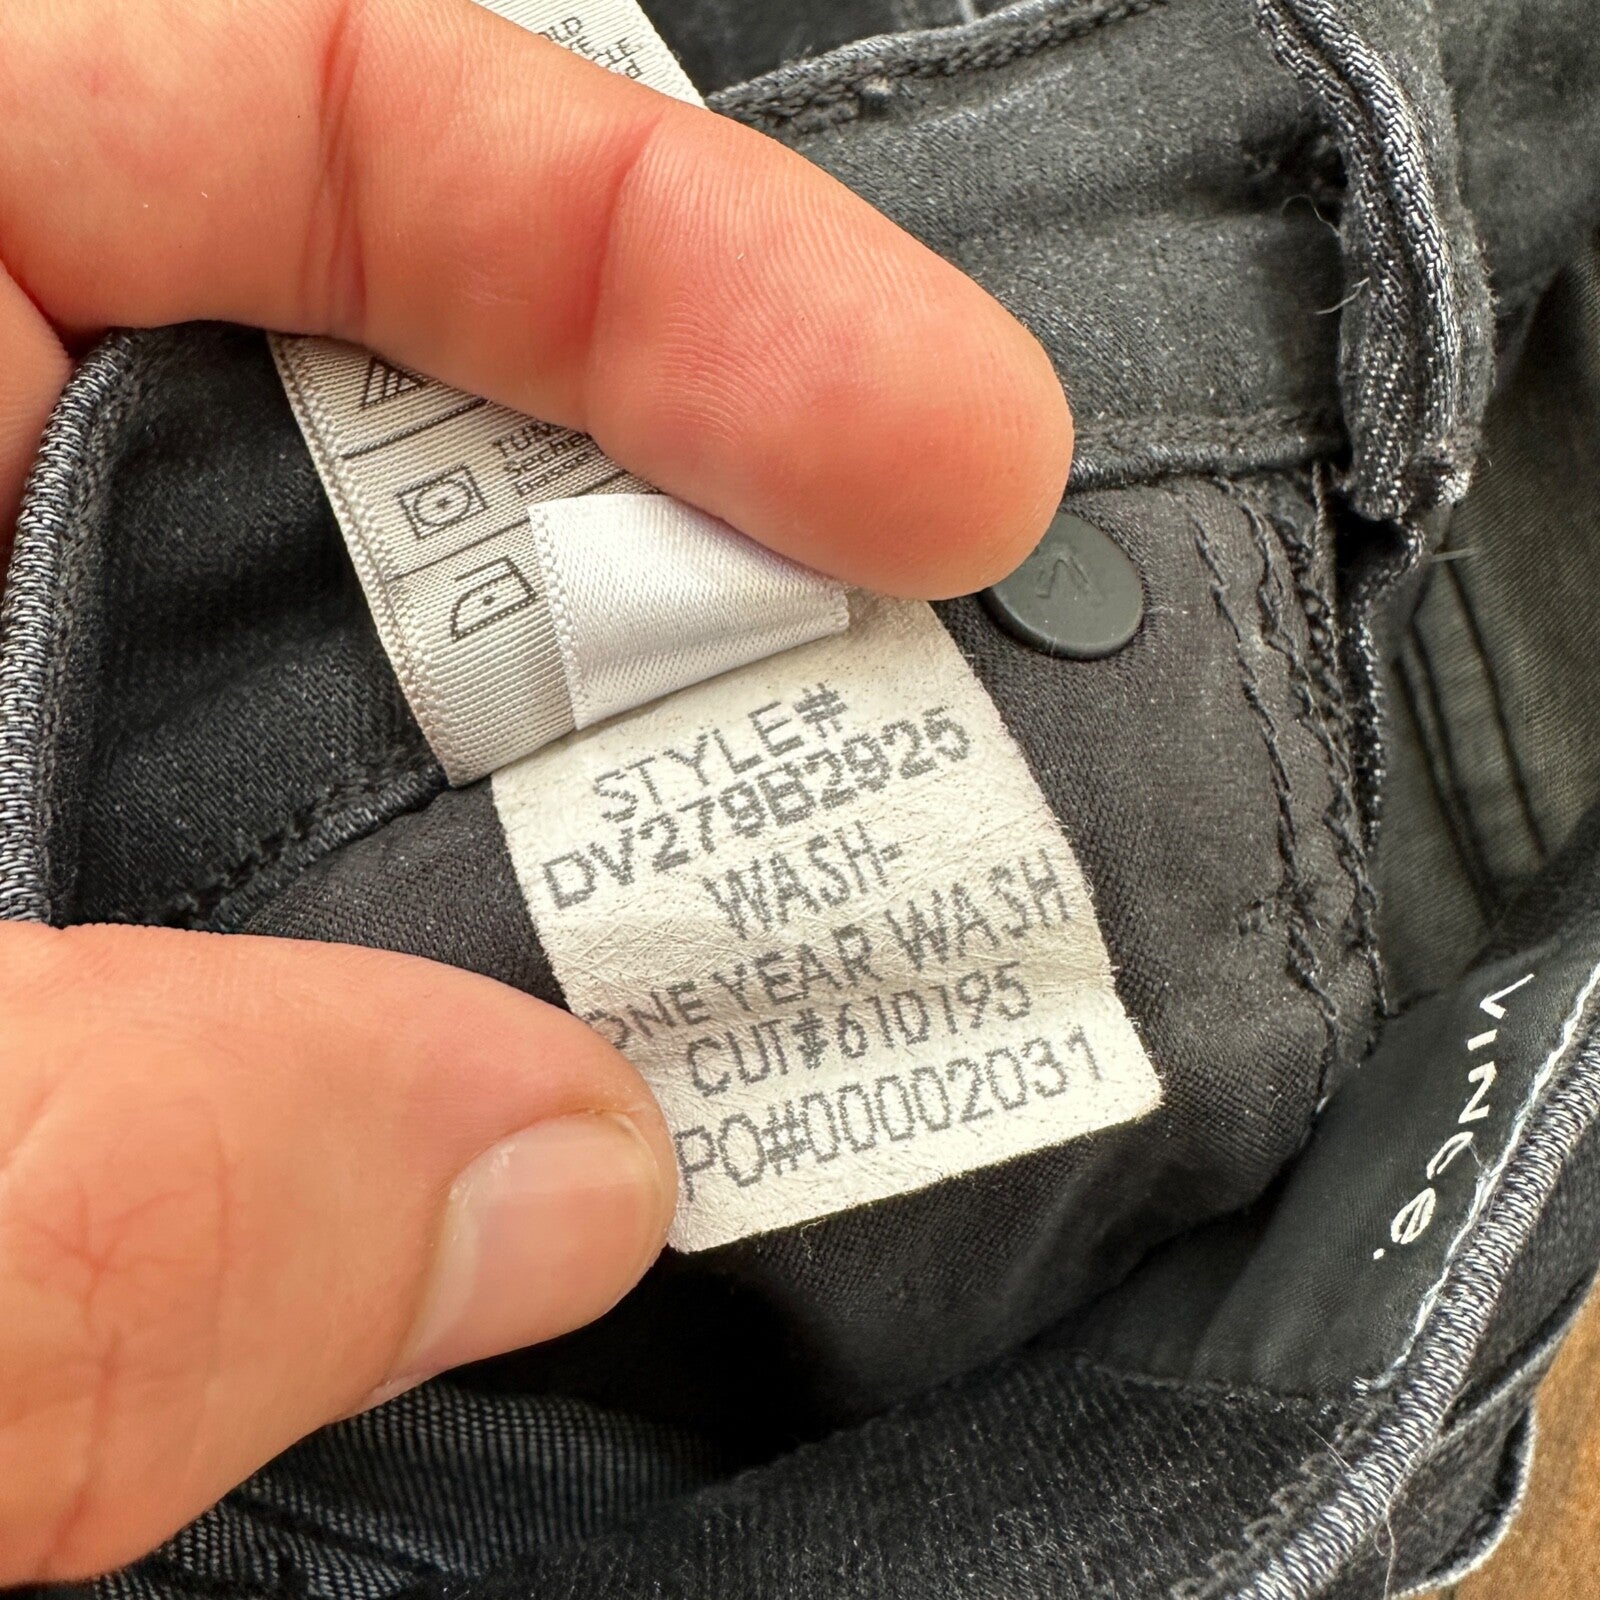 STYLE#
DV279B2925
WASH-
ONE YEAR WASH
CUT#610195
PO#00002031
VINCE.